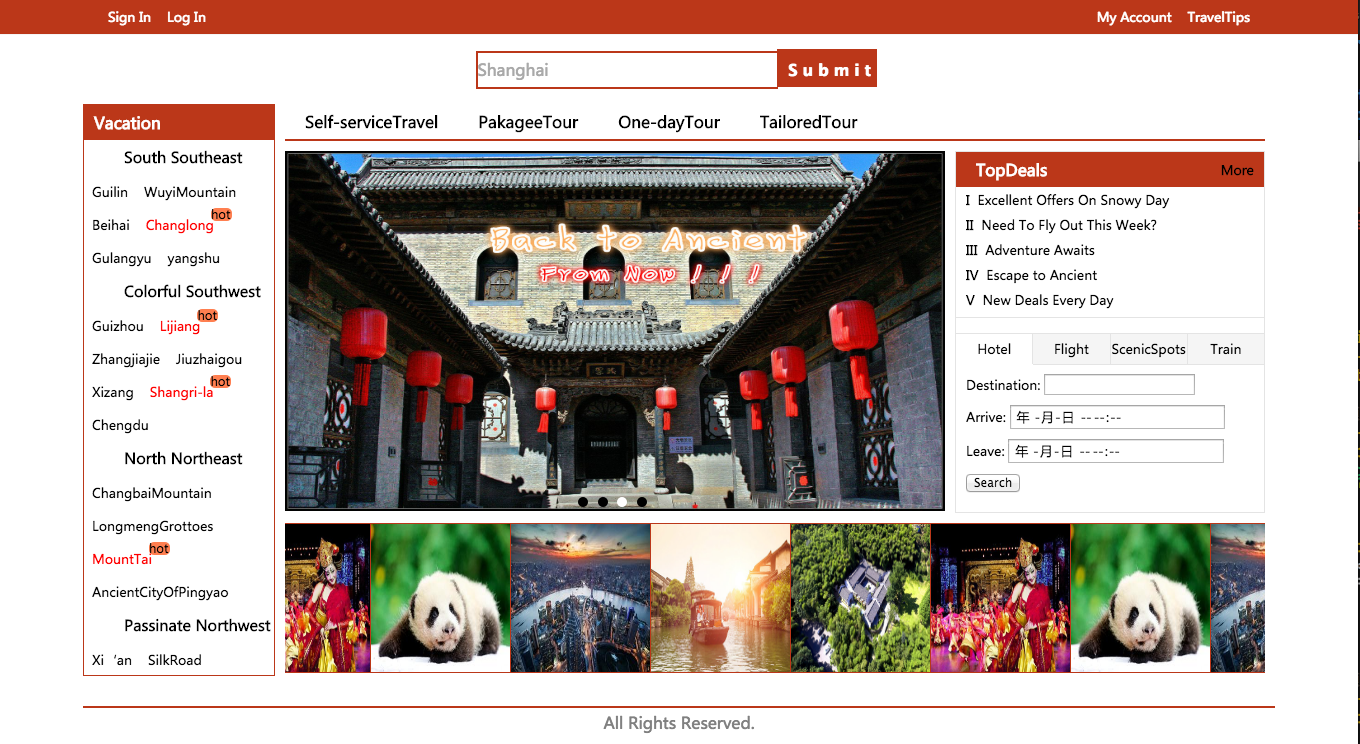 Sign In Log In My Account TravelTips
Shanghai Submit
Vacation
South Southeast
Guilin WuyiMountain
Beihai Changlong hot
Gulangyu yangshu
Colorful Southwest
Guizhou Lijiang hot
Zhangjiajie Jiuzhaigou
Xizang Shangri-la hot
Chengdu
North Northeast
ChangbaiMountain
LongmengGrottoes
MountTai hot
AncientCityOfPingyao
Passinate Northwest
Xi ‘an SilkRoad
Self-serviceTravel PakageeTour One-dayTour TailoredTour
Back to Ancient
From Now ! ! !
TopDeals More
I Excellent Offers On Snowy Day
II Need To Fly Out This Week?
III Adventure Awaits
IV Escape to Ancient
V New Deals Every Day
Hotel Flight ScenicSpots Train
Destination:
Arrive: 年 -月-日 -- --:--
Leave: 年 -月-日 -- --:--
Search
All Rights Reserved.